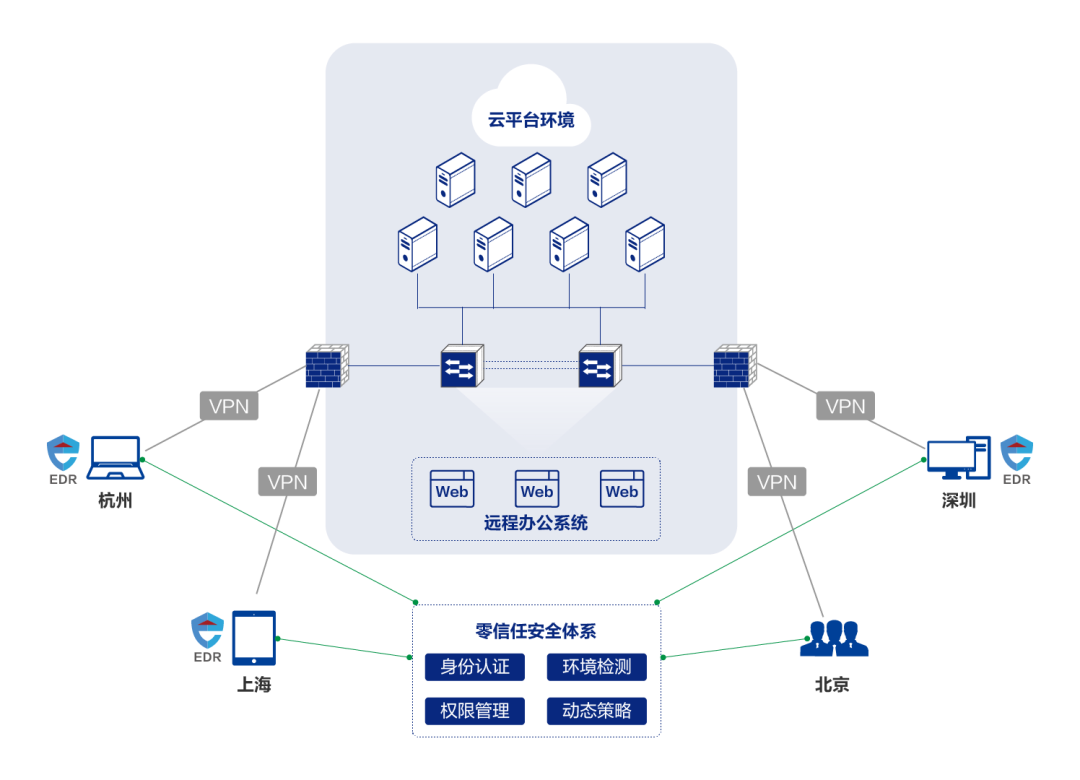 云平台环境
VPN
VPN
EDR
杭州
VPN
VPN
EDR
深圳
Web
Web
Web
远程办公系统
EDR
上海
零信任安全体系
身份认证
环境检测
权限管理
动态策略
北京